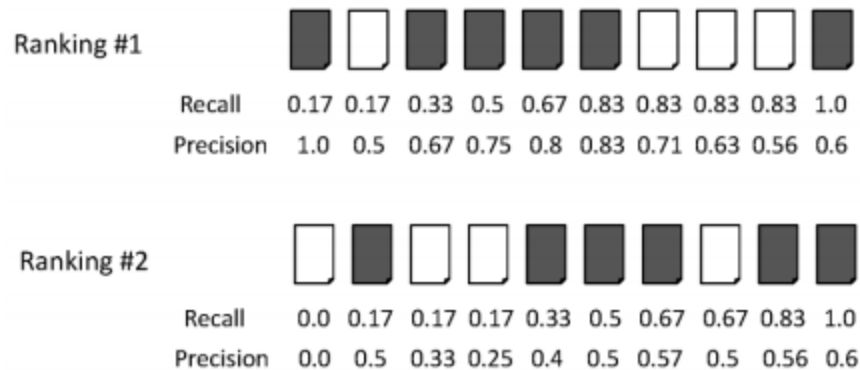 Ranking #1
Recall 0.17 0.17 0.33 0.5 0.67 0.83 0.83 0.83 0.83 1.0
Precision 1.0 0.5 0.67 0.75 0.8 0.83 0.71 0.63 0.56 0.6
Ranking #2
Recall 0.0 0.17 0.17 0.17 0.33 0.5 0.67 0.67 0.83 1.0
Precision 0.0 0.5 0.33 0.25 0.4 0.5 0.57 0.5 0.56 0.6